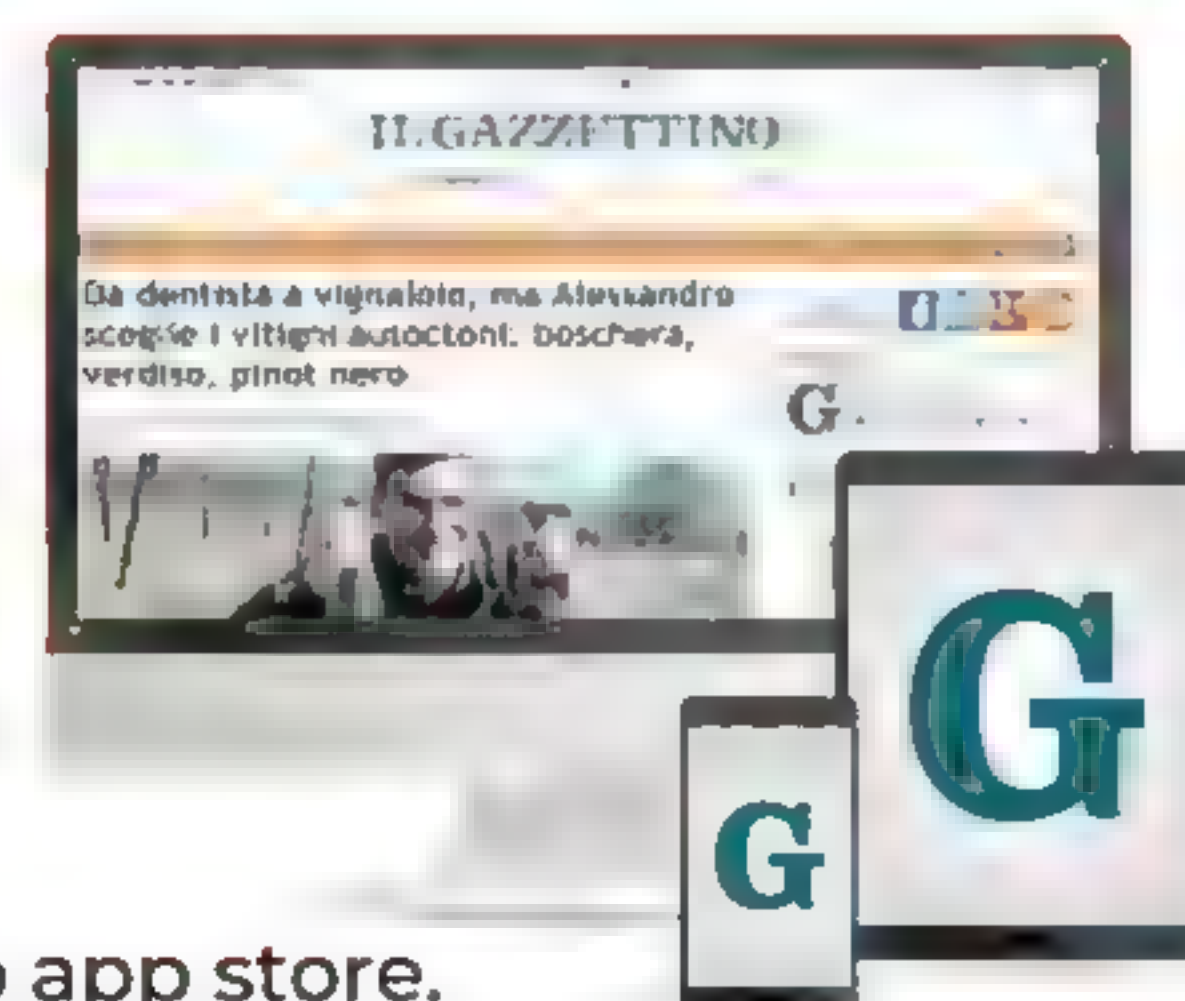 IL GAZZETTINO
Da dentista a vignaiolo, ma Alessandro
sceglie i vitigni autoctoni: boschera,
verdiso, pinot nero
G
G
G
app store.